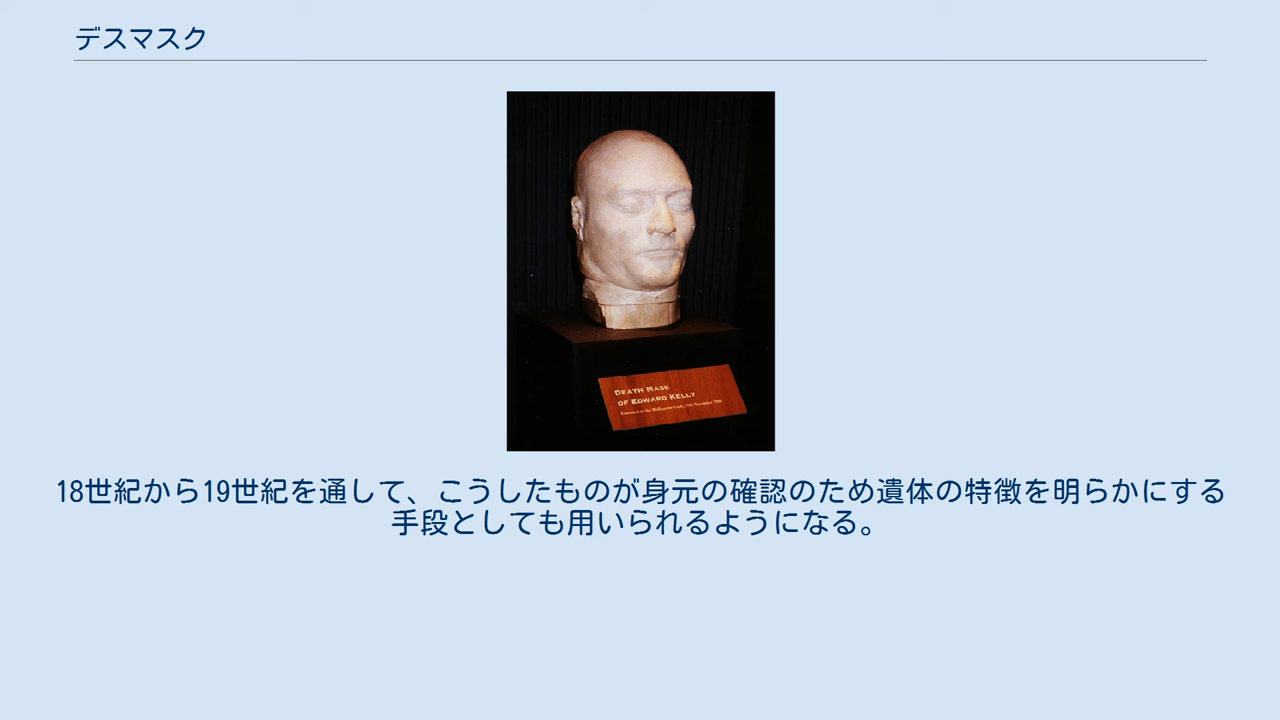 デスマスク
DEATH MASK
OF EDWARD KELLY
18世紀から19世紀を通して、こうしたものが身元の確認のため遺体の特徴を明らかにする
手段としても用いられるようになる。